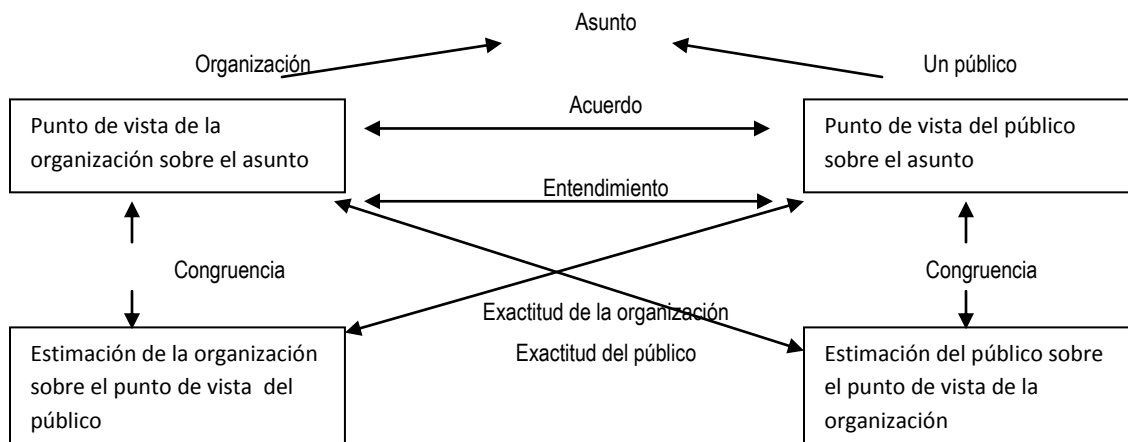 Asunto
Organización
Un público
Acuerdo
Punto de vista de la
organización sobre el asunto
Punto de vista del público
sobre el asunto
Entendimiento
Congruencia
Congruencia
Exactitud de la organización
Exactitud del público
Estimación de la organización
sobre el punto de vista  del
público
Estimación del público sobre
el punto de vista de la
organización